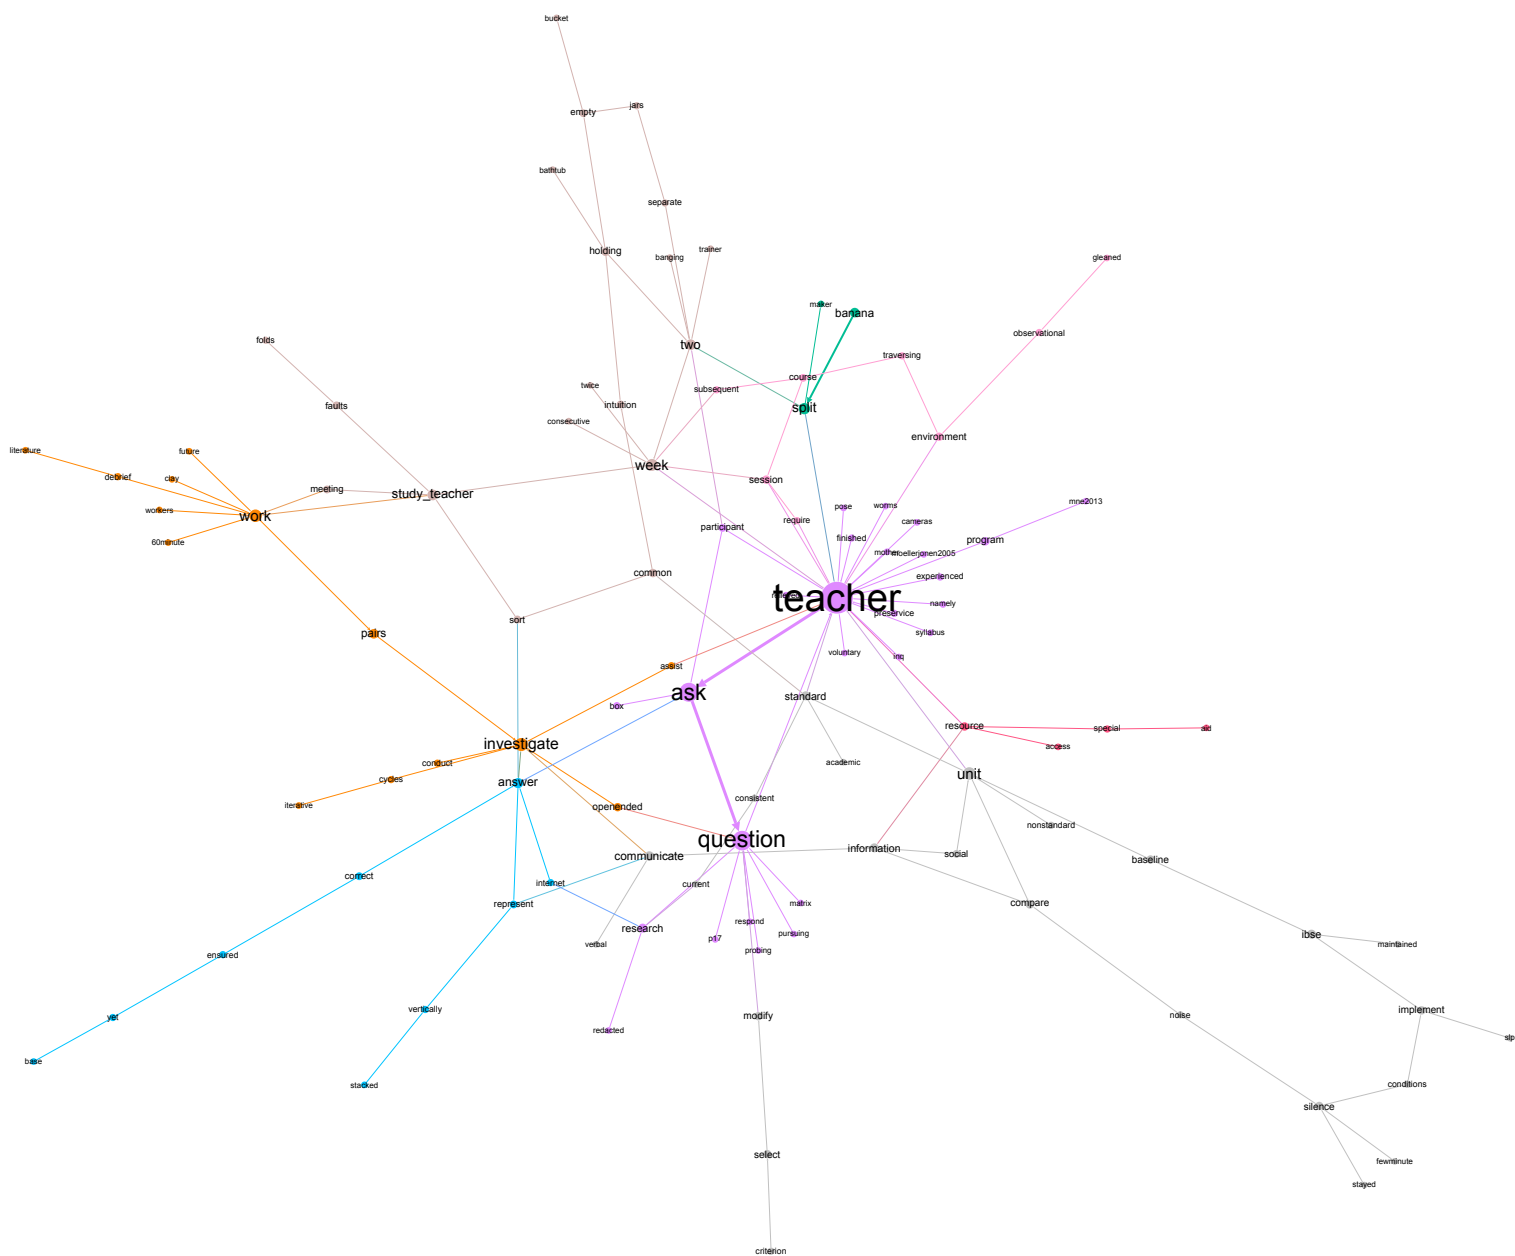 bucket
jars
empty
bathtub
separate
holding
banging
trainer
gleaned
maker
banana
observational
folds
two
traversing
course
twice
subsequent
intuition
faults
split
consecutive
environment
literature
future
week
debrief
clay
session
meeting
study_teacher
mne2013
workers
pose
worms
work
require
cameras
participant
60minute
finished
program
mother
moellerjonen2005
common
experienced
teacher
namely
preservice
sort
syllabus
pairs
voluntary
inq
assist
ask
standard
box
resource
special
aid
investigate
access
conduct
academic
unit
cycles
answer
consistent
iterative
openended
nonstandard
question
information
communicate
social
baseline
correct
internet
current
represent
matrix
compare
respond
research
pursuing
p17
ibse
verbal
probing
maintained
ensured
vertically
implement
yet
modify
noise
redacted
slp
base
stacked
conditions
silence
select
fewminute
stayed
criterion